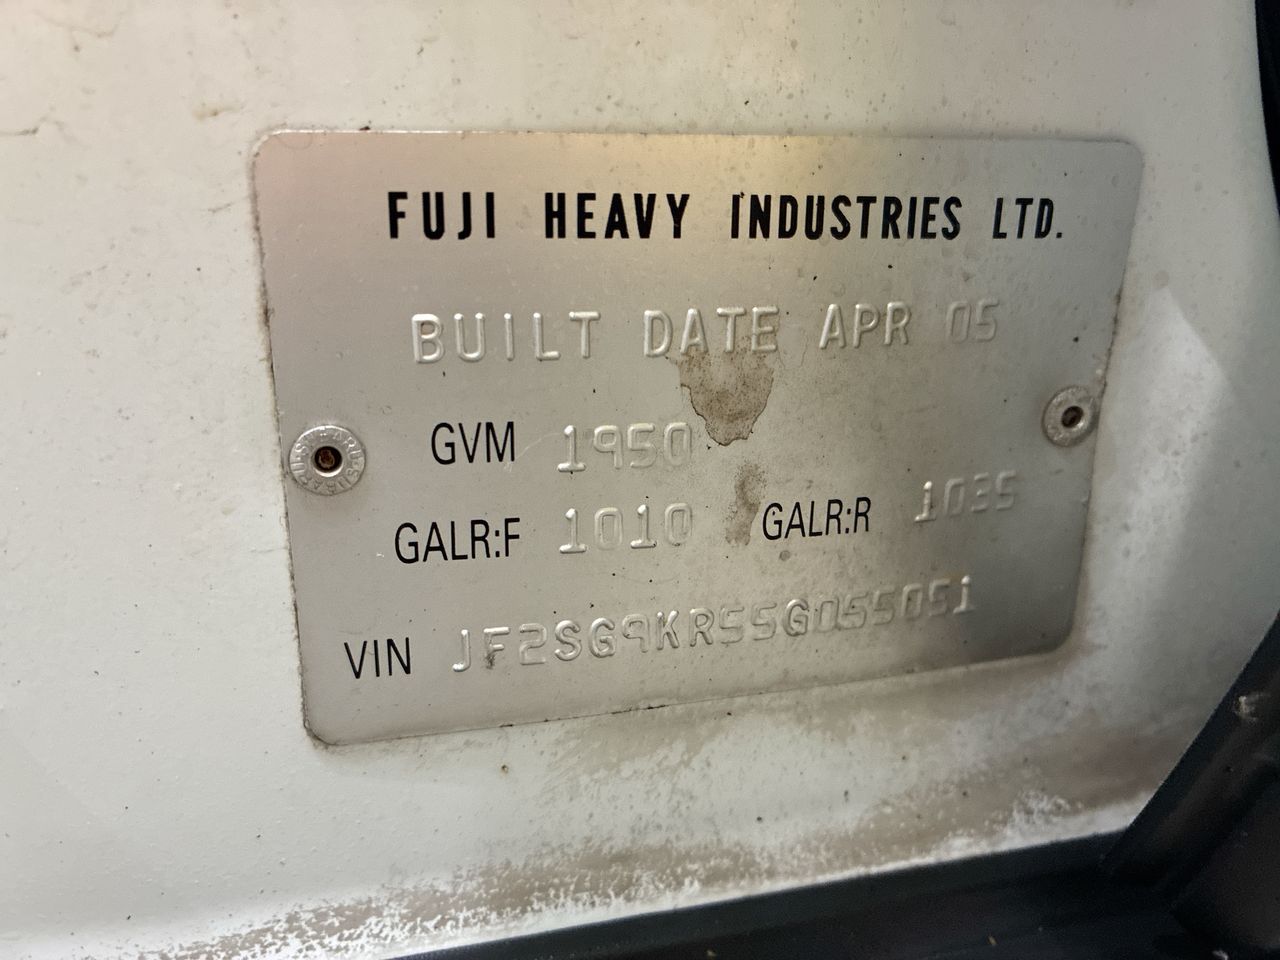 FUJI HEAVY INDUSTRIES LTD.
BUILT DATE APR 05
GVM 1950
GALR:F 1010 GALR:R 1035
VIN JF2SG9KR55G055051